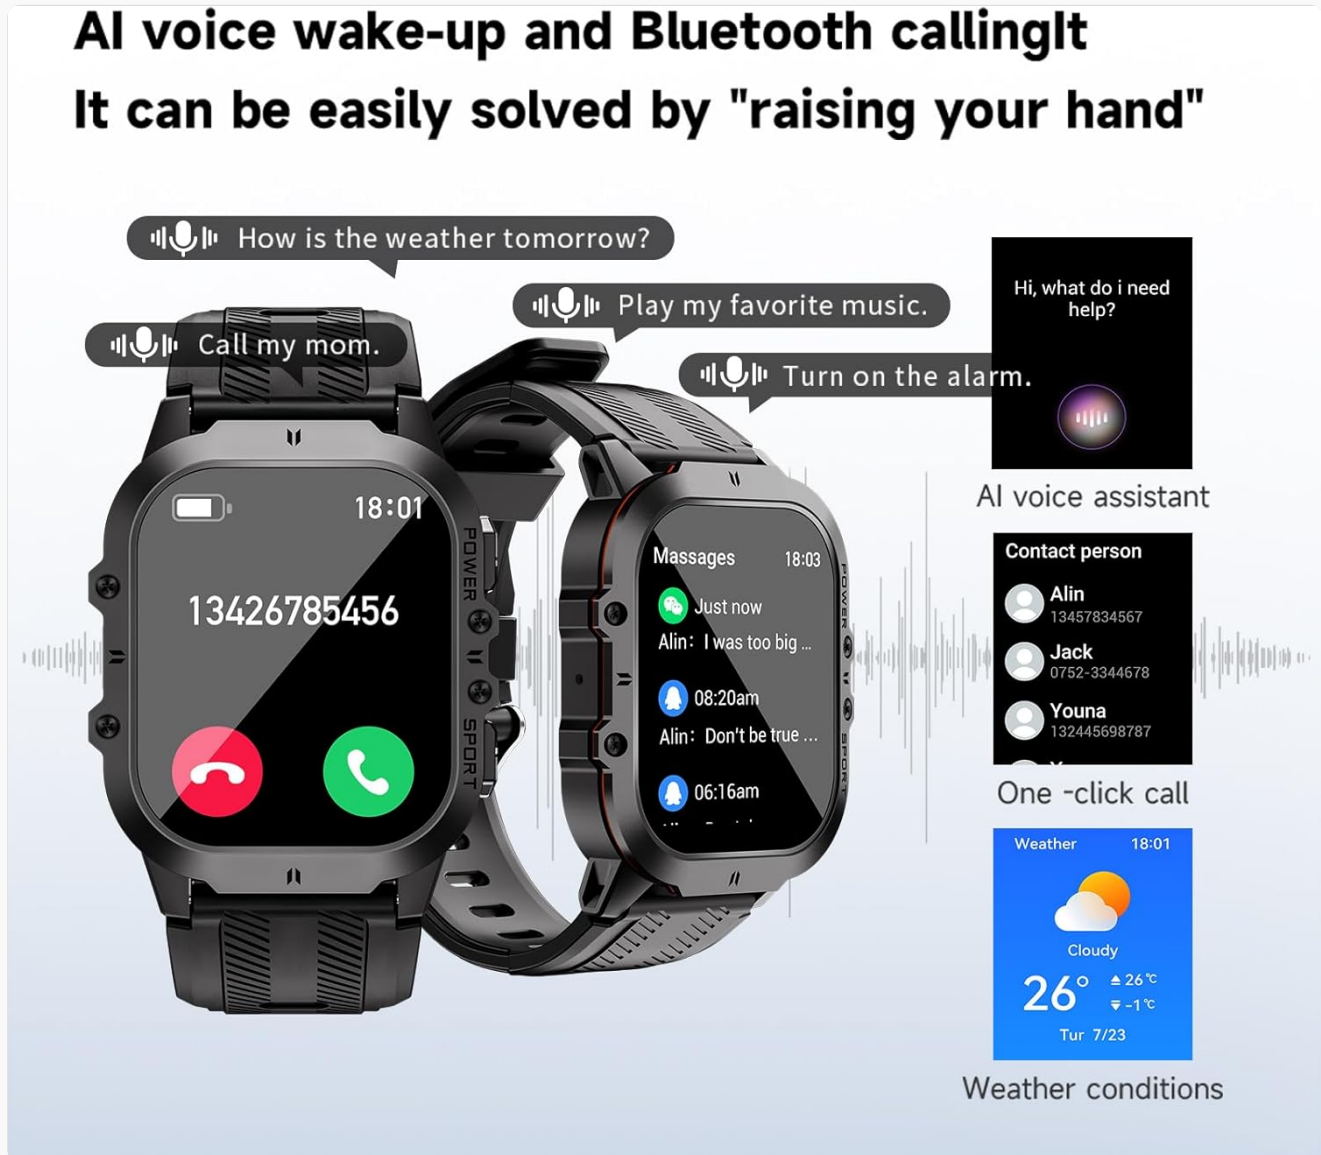 AI voice wake-up and Bluetooth callingIt
It can be easily solved by "raising your hand"
How is the weather tomorrow?
Play my favorite music.
Call my mom.
Turn on the alarm.
18:01
13426785456
POWER
SPORT
Massages 18:03
Just now
Alin: I was too big ...
08:20am
Alin: Don't be true ...
06:16am
POWER
SPORT
Hi, what do i need
help?
AI voice assistant
Contact person
Alin
13457834567
Jack
0752-3344678
Youna
132445698787
One -click call
Weather 18:01
Cloudy
26° 26℃
-1℃
Tur 7/23
Weather conditions